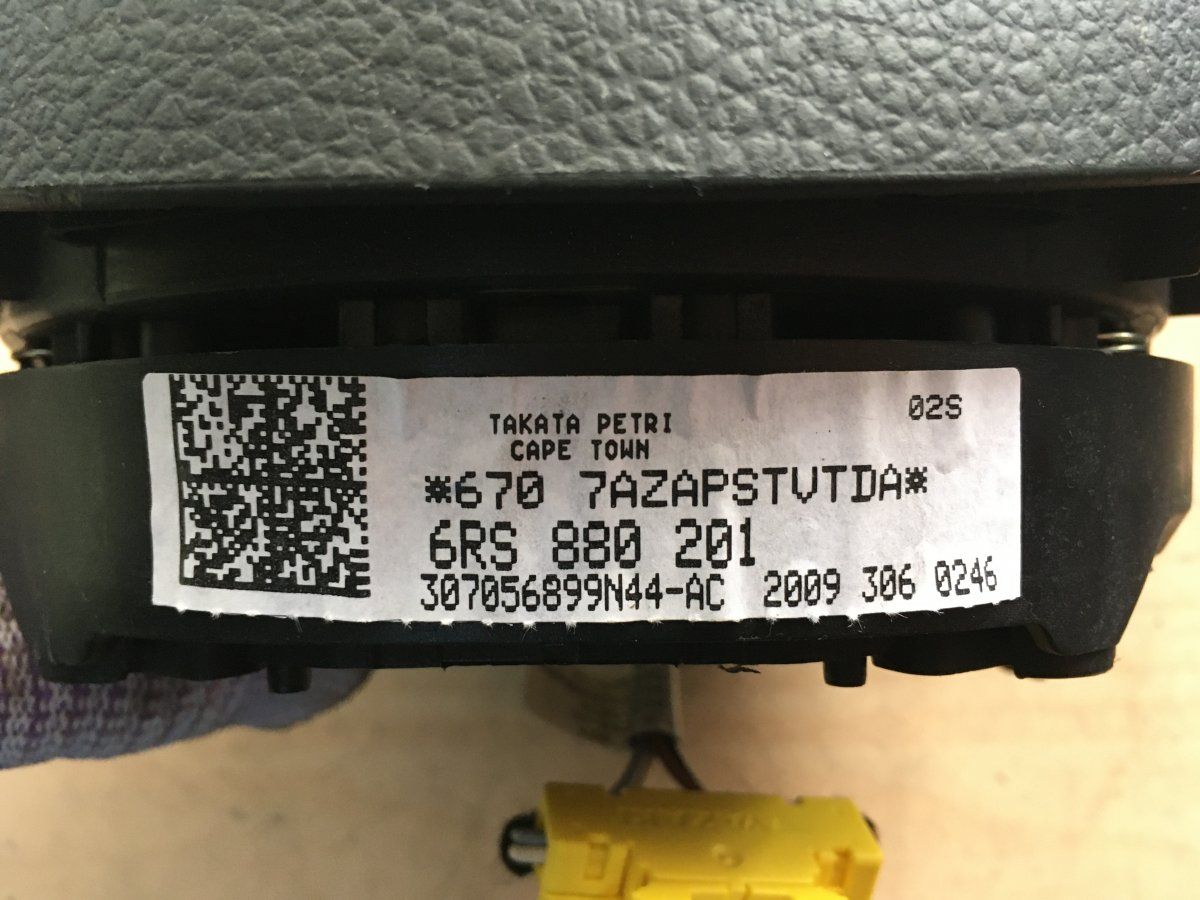 02S
TAKATA PETRI
CAPE TOWN
*670 7AZAPSTVTDA*
6RS 880 201
307056899N44-AC 2009 306 0246